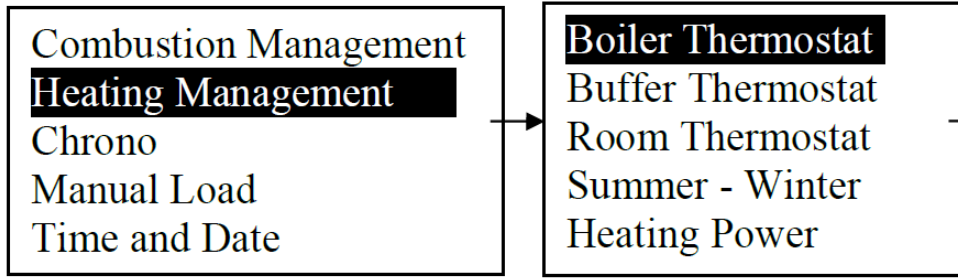 Combustion Management
Heating Management
Chrono
Manual Load
Time and Date
Boiler Thermostat
Buffer Thermostat
Room Thermostat
Summer - Winter
Heating Power